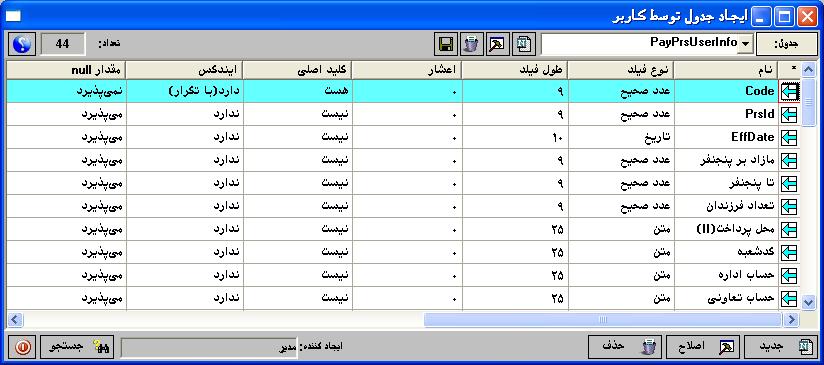 ایجاد جدول توسط کاربر
جدول: PayPrsUserInfo تعداد: 44
* نام نوع فیلد طول فیلد اعشار کلید اصلی ایندکس مقدار null
Code عدد صحیح ۹ ۰ هست دارد(با تکرار) نمی‌پذیرد
PrsId عدد صحیح ۹ ۰ نیست ندارد می‌پذیرد
EffDate تاریخ ۱۰ ۰ نیست ندارد می‌پذیرد
مازاد بر پنجنفر عدد صحیح ۹ ۰ نیست ندارد می‌پذیرد
تا پنجنفر عدد صحیح ۹ ۰ نیست ندارد می‌پذیرد
تعداد فرزندان عدد صحیح ۹ ۰ نیست ندارد می‌پذیرد
محل پرداخت(II) متن ۲۵ ۰ نیست ندارد می‌پذیرد
کدشعبه متن ۲۵ ۰ نیست ندارد می‌پذیرد
حساب اداره متن ۲۵ ۰ نیست ندارد می‌پذیرد
حساب تعاونی متن ۲۵ ۰ نیست ندارد می‌پذیرد
جدید اصلاح حذف ایجاد کننده: مدیر جستجو